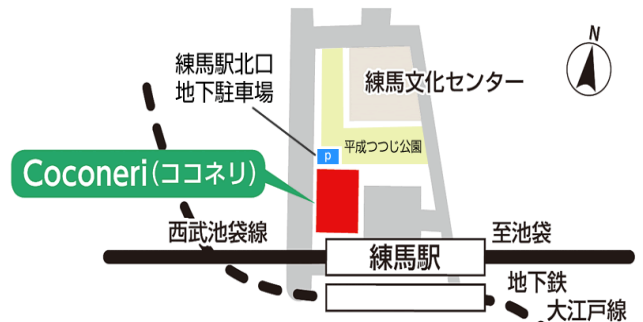 N
練馬駅北口
地下駐車場
練馬文化センター
平成つつじ公園
P
Coconeri(ココネリ)
西武池袋線
至池袋
練馬駅
地下鉄
大江戸線